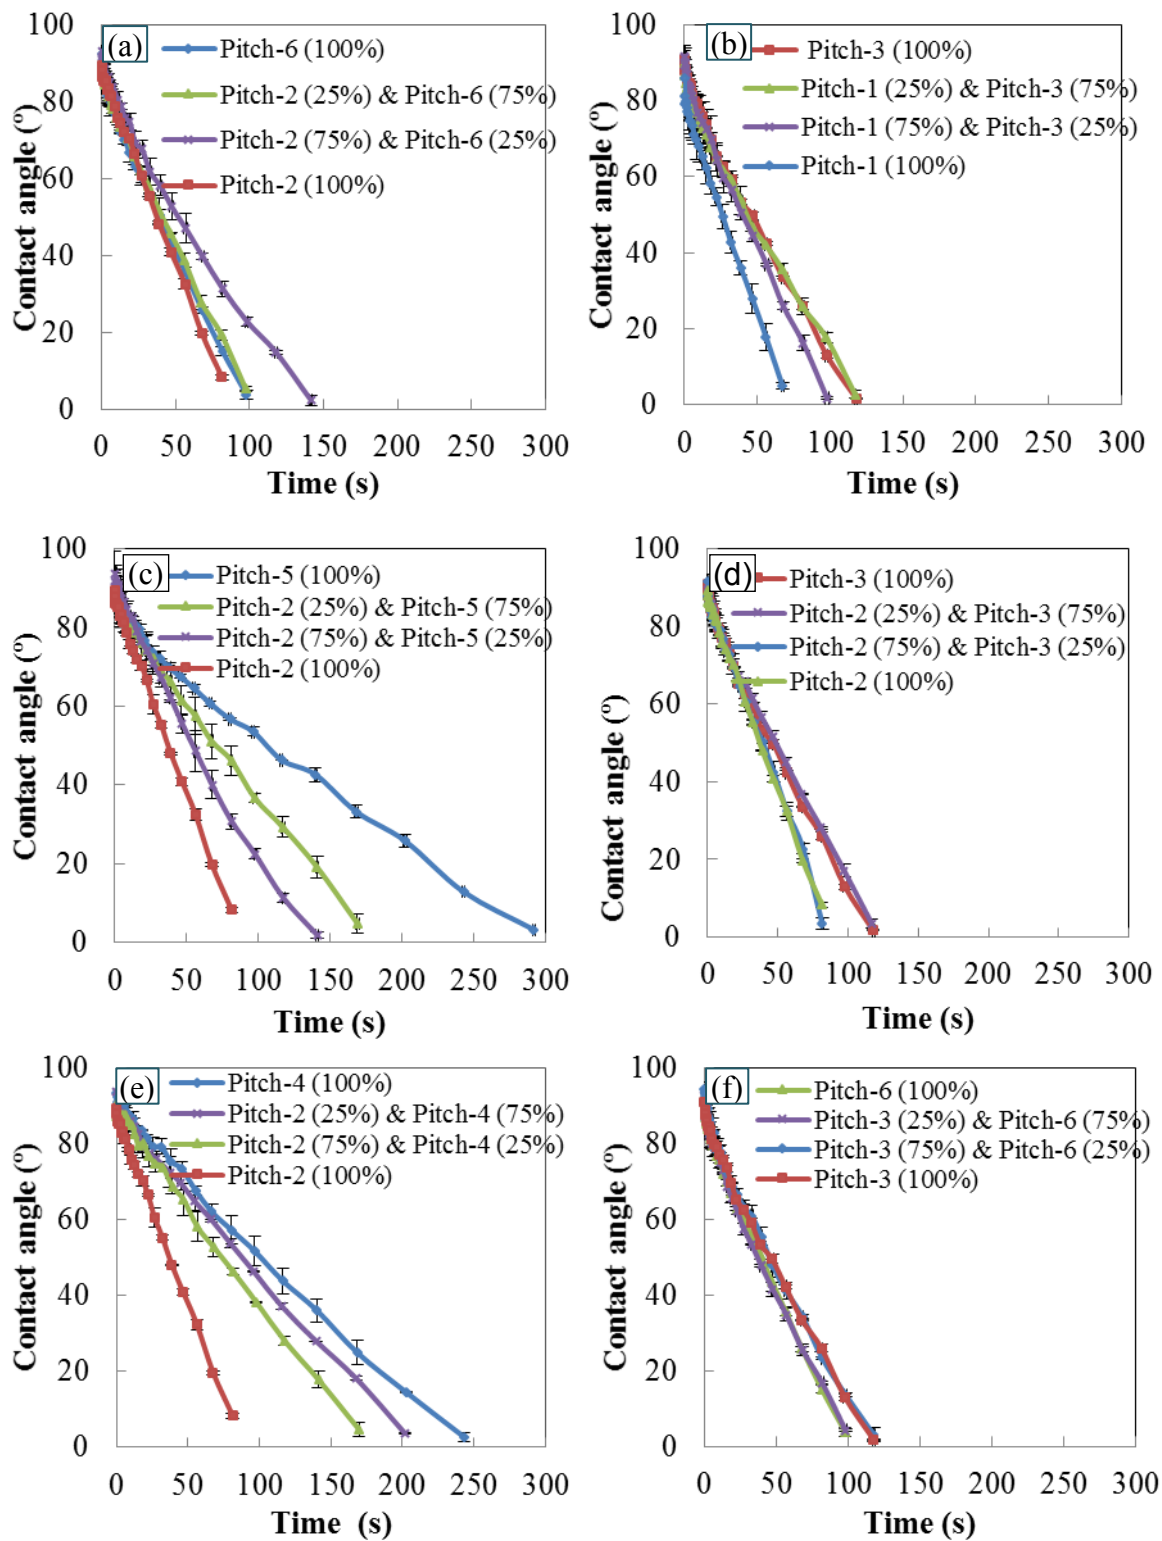 (a)
Pitch-6 (100%)
Pitch-2 (25%) & Pitch-6 (75%)
Pitch-2 (75%) & Pitch-6 (25%)
Pitch-2 (100%)
Contact angle (º)
100
80
60
40
20
0
0 50 100 150 200 250 300
Time (s)
(b)
Pitch-3 (100%)
Pitch-1 (25%) & Pitch-3 (75%)
Pitch-1 (75%) & Pitch-3 (25%)
Pitch-1 (100%)
Contact angle (º)
100
80
60
40
20
0
0 50 100 150 200 250 300
Time (s)
(c)
Pitch-5 (100%)
Pitch-2 (25%) & Pitch-5 (75%)
Pitch-2 (75%) & Pitch-5 (25%)
Pitch-2 (100%)
Contact angle (º)
100
80
60
40
20
0
0 50 100 150 200 250 300
Time (s)
(d)
Pitch-3 (100%)
Pitch-2 (25%) & Pitch-3 (75%)
Pitch-2 (75%) & Pitch-3 (25%)
Pitch-2 (100%)
Contact angle (º)
100
80
60
40
20
0
0 50 100 150 200 250 300
Time (s)
(e)
Pitch-4 (100%)
Pitch-2 (25%) & Pitch-4 (75%)
Pitch-2 (75%) & Pitch-4 (25%)
Pitch-2 (100%)
Contact angle (º)
100
80
60
40
20
0
0 50 100 150 200 250 300
Time (s)
(f)
Pitch-6 (100%)
Pitch-3 (25%) & Pitch-6 (75%)
Pitch-3 (75%) & Pitch-6 (25%)
Pitch-3 (100%)
Contact angle (º)
100
80
60
40
20
0
0 50 100 150 200 250 300
Time (s)